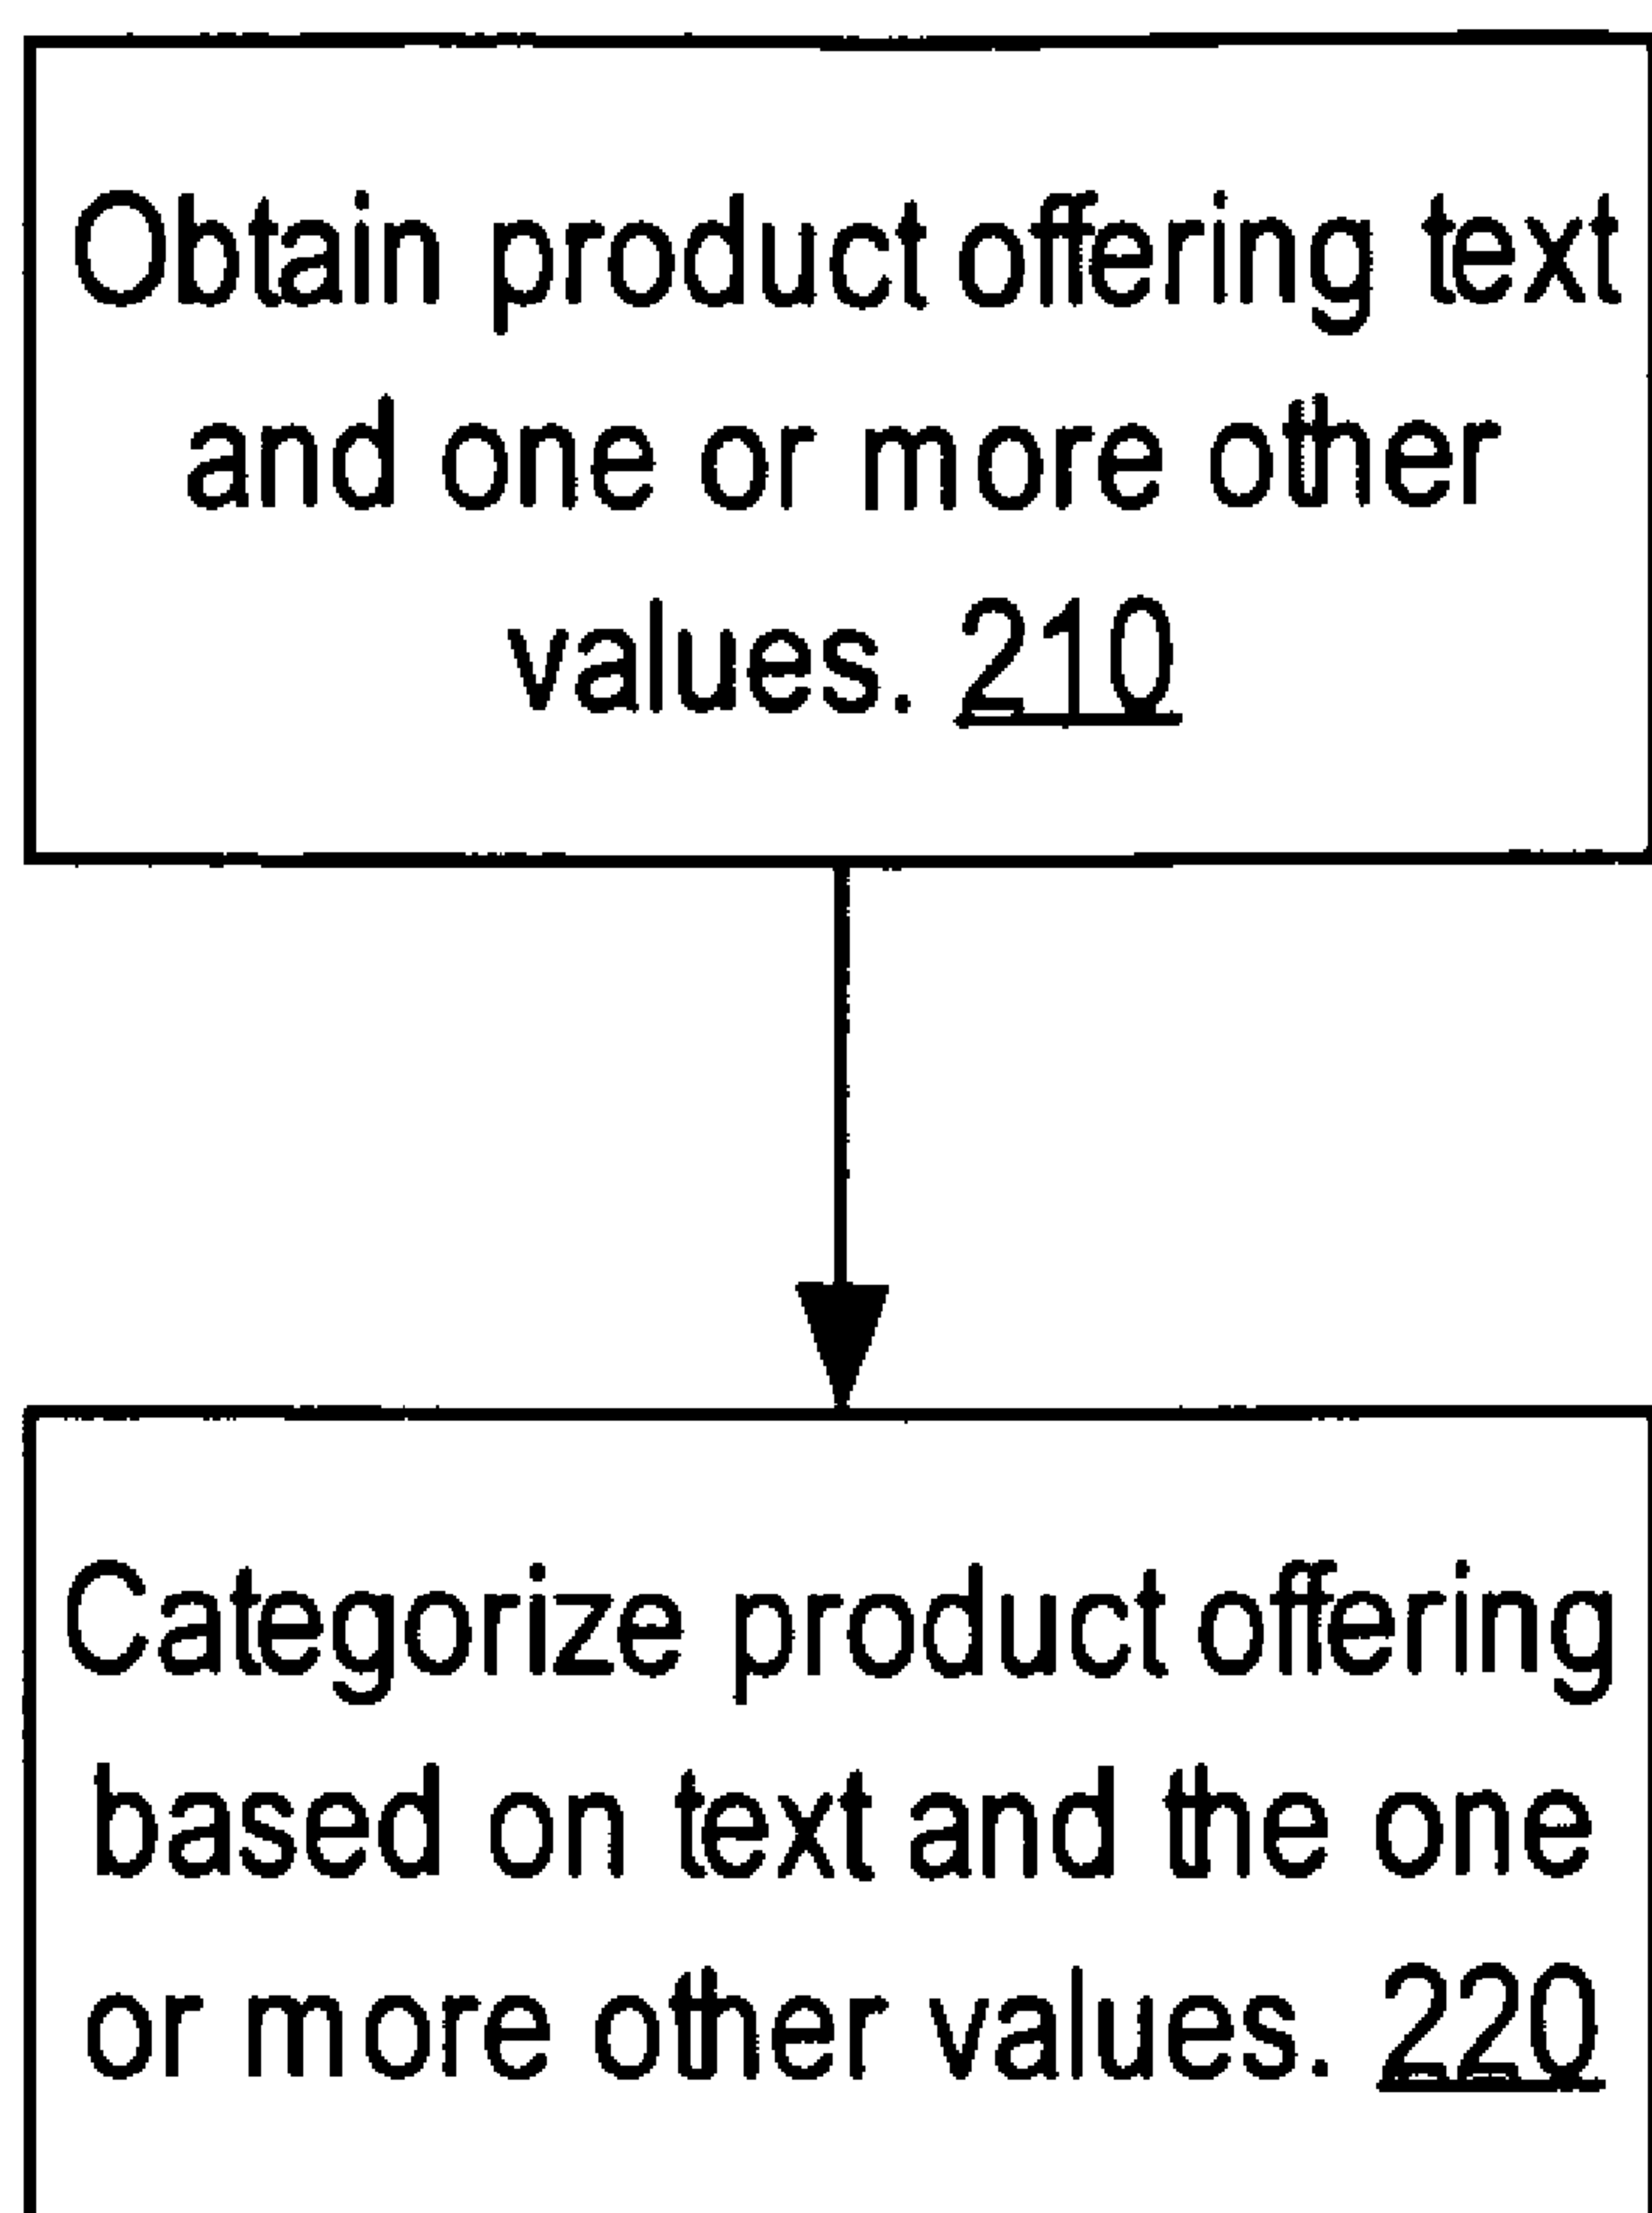 Obtain product offering text
and one or more other
values. 210
Categorize product offering
based on text and the one
or more other values. 220